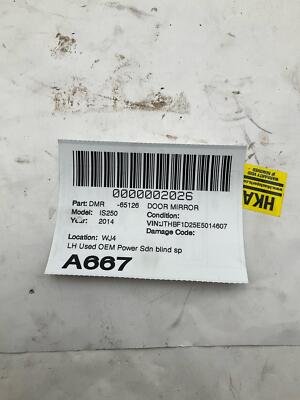 0000002026
Part: DMR -65126 DOOR MIRROR
Model: IS250 Condition:
Year: 2014 VIN:JTHBF1D25E5014607
Damage Code:
Location: WJ4
LH Used OEM Power Sdn blind sp
A667
HKA